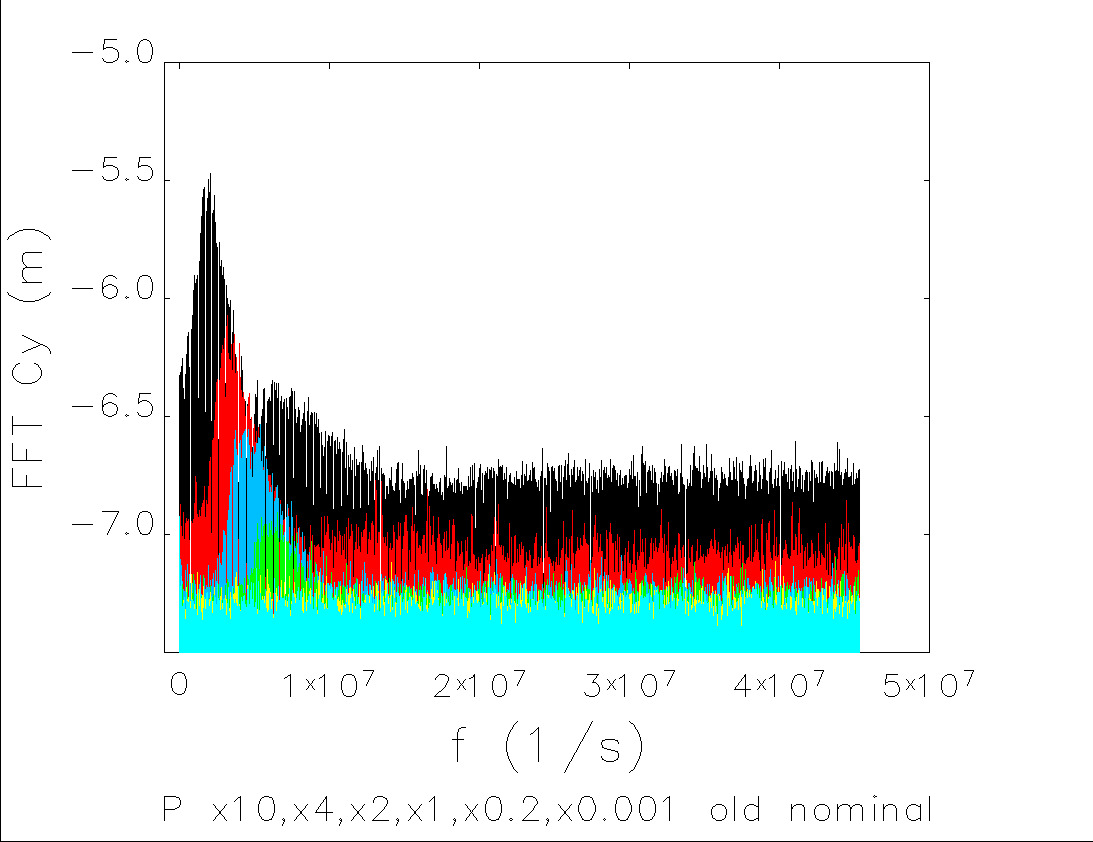 −5.0
−5.5
−6.0
−6.5
−7.0
FFT Cy (m)
0 1×10⁷ 2×10⁷ 3×10⁷ 4×10⁷ 5×10⁷
f (1/s)
P x10,x4,x2,x1,x0.2,x0.001 old nominal